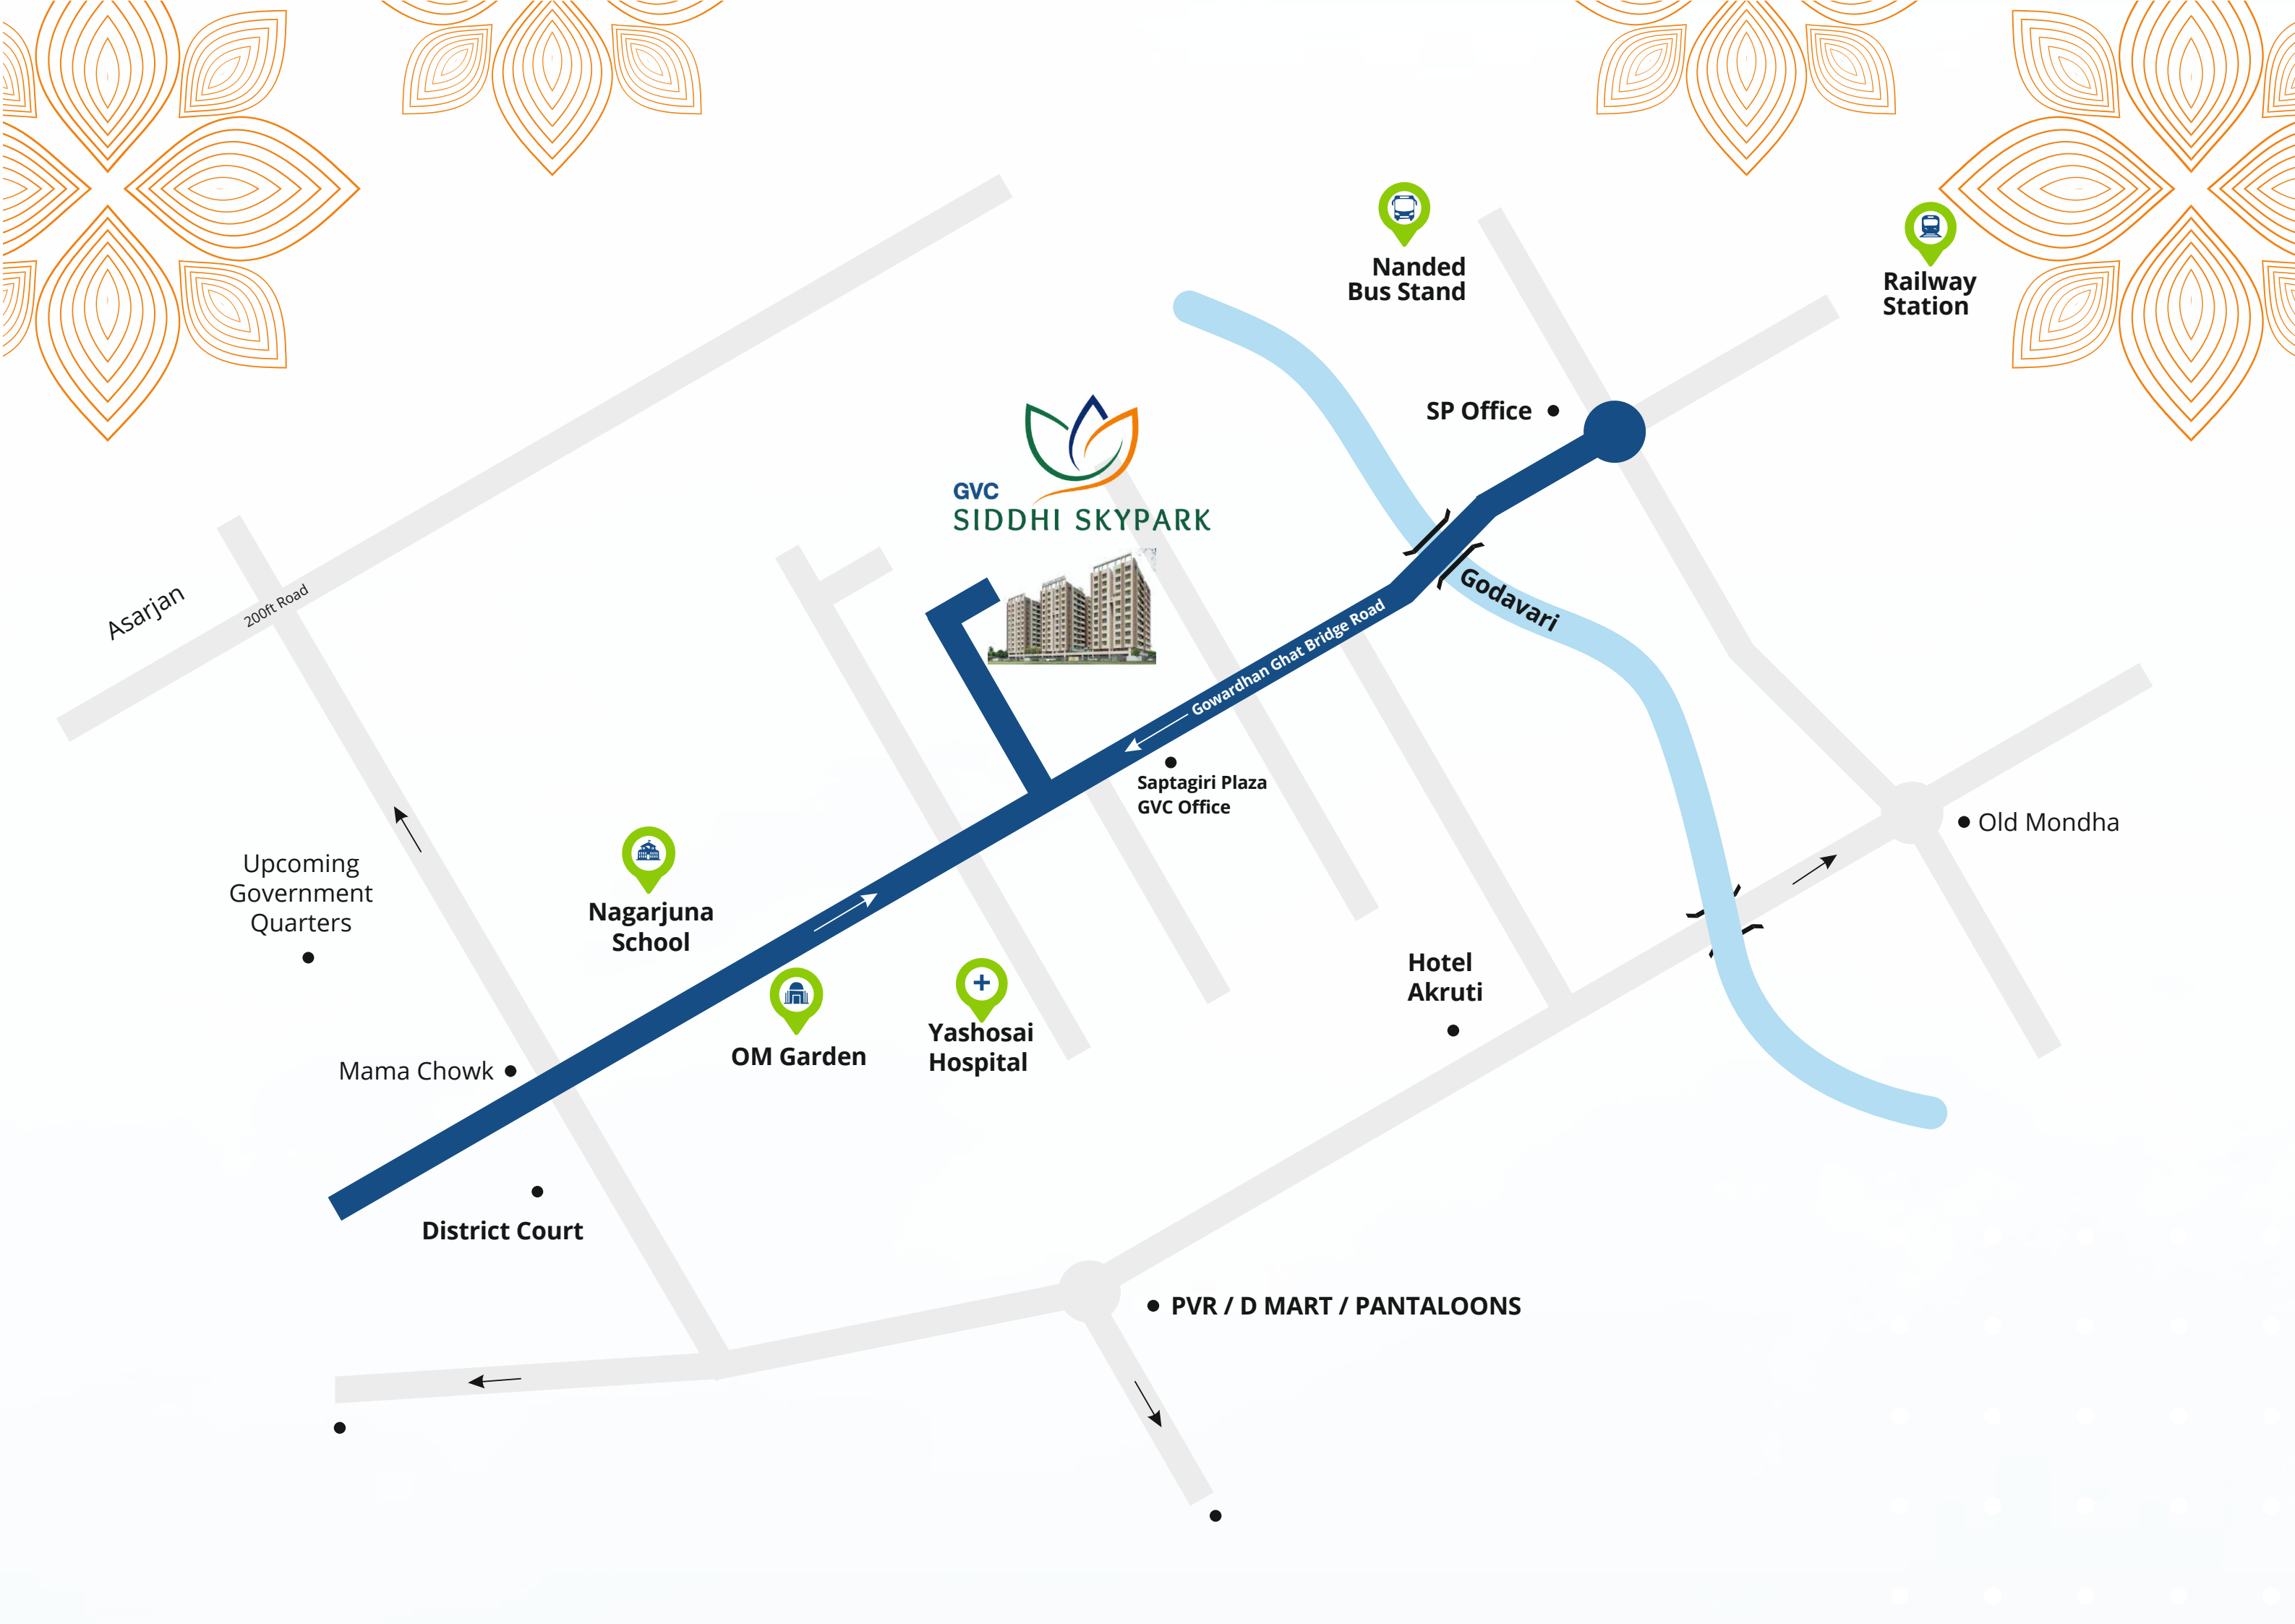 Nanded
Bus Stand
Railway
Station
SP Office
GVC
SIDDHI SKYPARK
Godavari
Asarjan
200ft Road
Gowardhan Ghat Bridge Road
Saptagiri Plaza
GVC Office
Old Mondha
Upcoming
Government
Quarters
Nagarjuna
School
Hotel
Akruti
OM Garden
Yashosai
Hospital
Mama Chowk
District Court
PVR / D MART / PANTALOONS